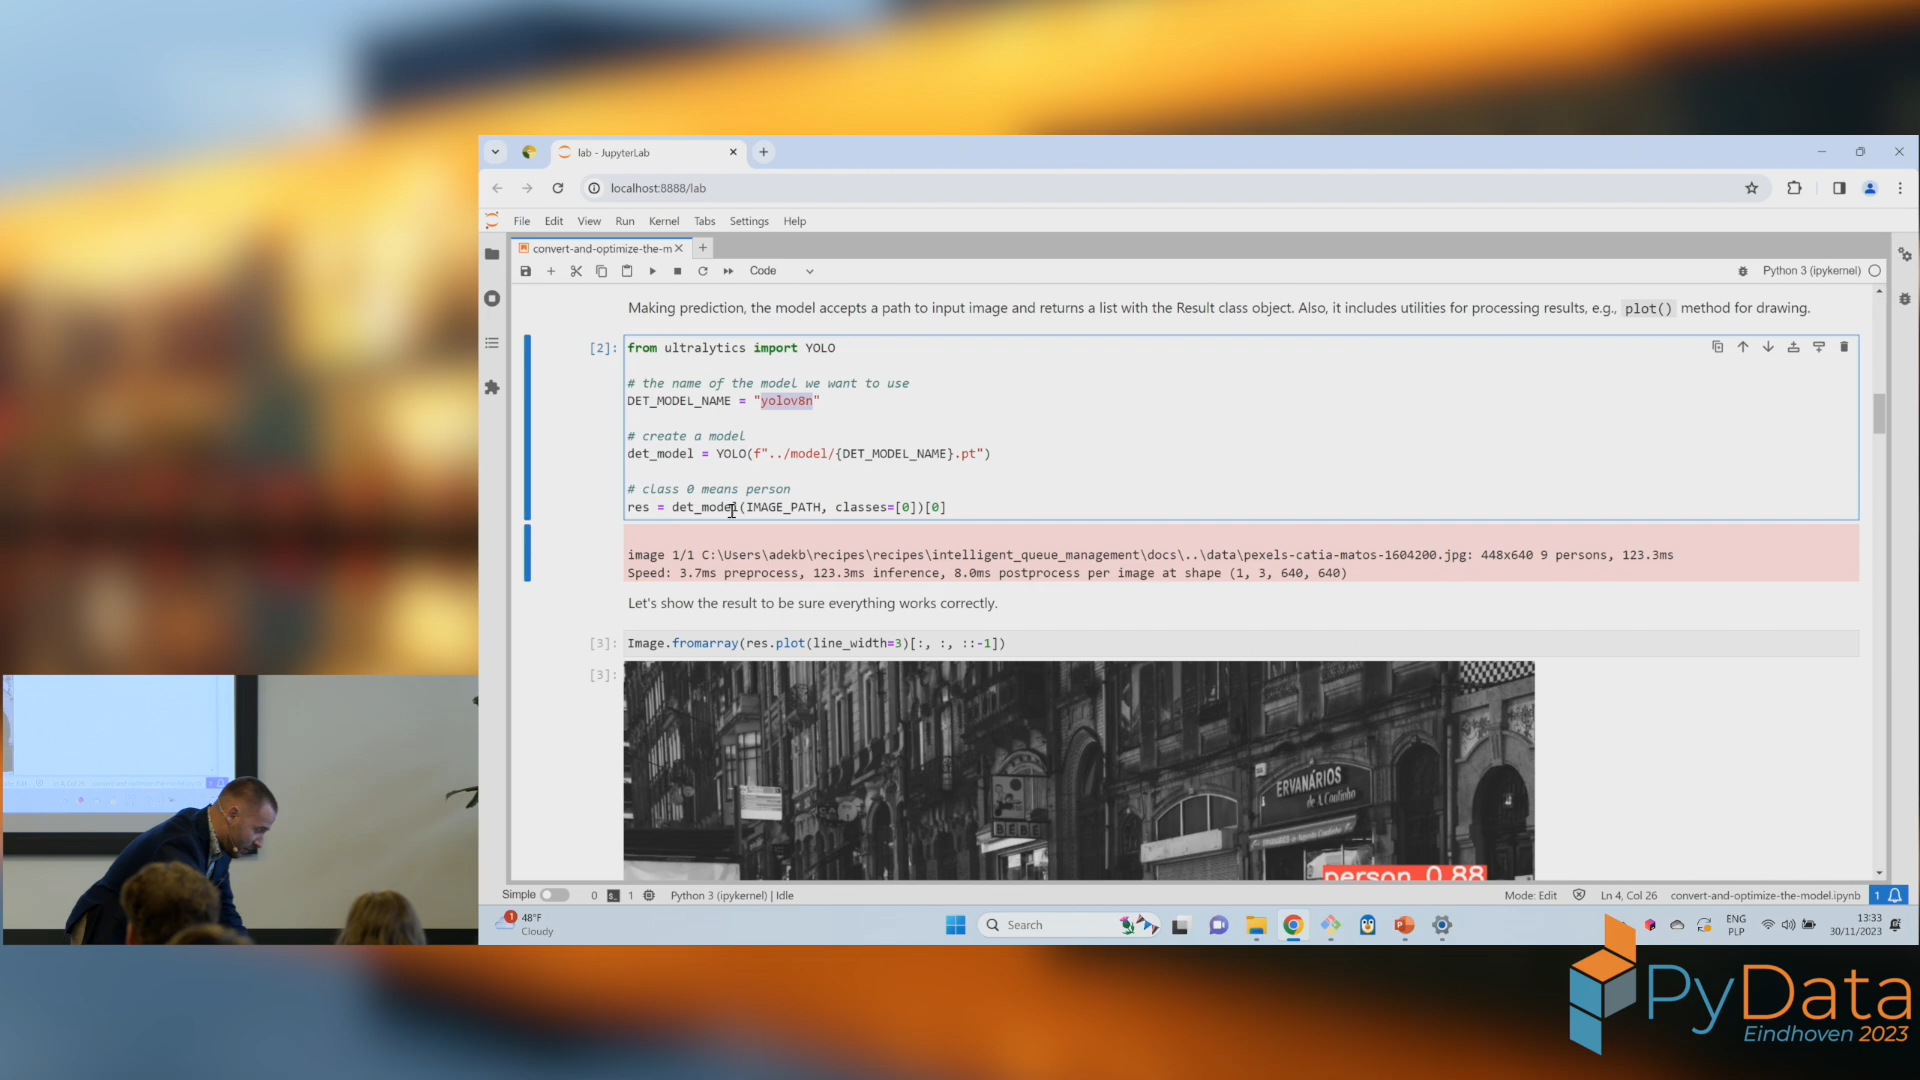 lab - JupyterLab
localhost:8888/lab
File Edit View Run Kernel Tabs Settings Help
convert-and-optimize-the-m
Code
Python 3 (ipykernel)
Making prediction, the model accepts a path to input image and returns a list with the Result class object. Also, it includes utilities for processing results, e.g., plot() method for drawing.
[2]: from ultralytics import YOLO
# the name of the model we want to use
DET_MODEL_NAME = "yolov8n"
# create a model
det_model = YOLO(f"../model/{DET_MODEL_NAME}.pt")
# class 0 means person
res = det_model(IMAGE_PATH, classes=[0])[0]
image 1/1 C:\Users\adekb\recipes\recipes\intelligent_queue_management\docs\..\data\pexels-catia-matos-1604200.jpg: 448x640 9 persons, 123.3ms
Speed: 3.7ms preprocess, 123.3ms inference, 8.0ms postprocess per image at shape (1, 3, 640, 640)
Let's show the result to be sure everything works correctly.
[3]: Image.fromarray(res.plot(line_width=3)[:, :, ::-1])
[3]:
ERVANÁRIOS
de A. Coutinho
BEBE
person 0.88
Simple 0 1 Python 3 (ipykernel) | Idle
Mode: Edit Ln 4, Col 26 convert-and-optimize-the-model.ipynb 1
1 48°F
Cloudy
Search
ENG
PLP
13:33
30/11/2023
PyData
Eindhoven 2023